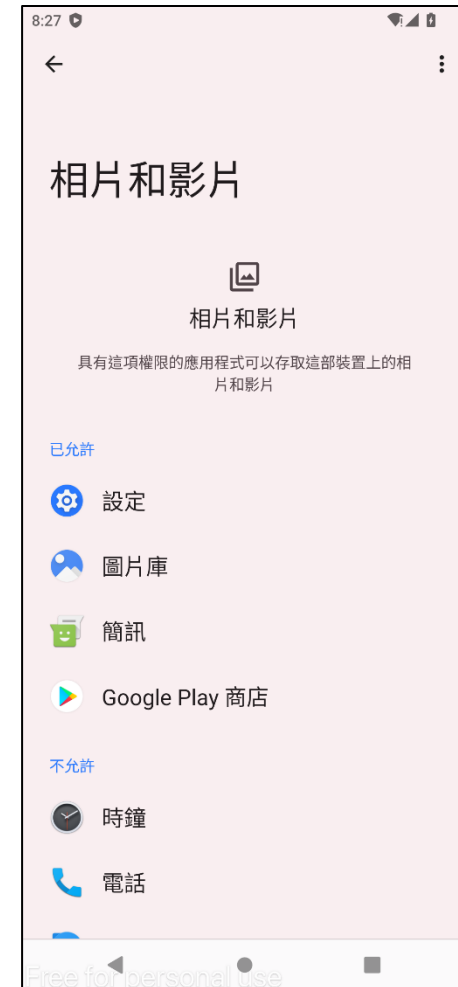 8:27
相片和影片
相片和影片
具有這項權限的應用程式可以存取這部裝置上的相
片和影片
已允許
設定
圖片庫
簡訊
Google Play 商店
不允許
時鐘
電話
Free for personal use